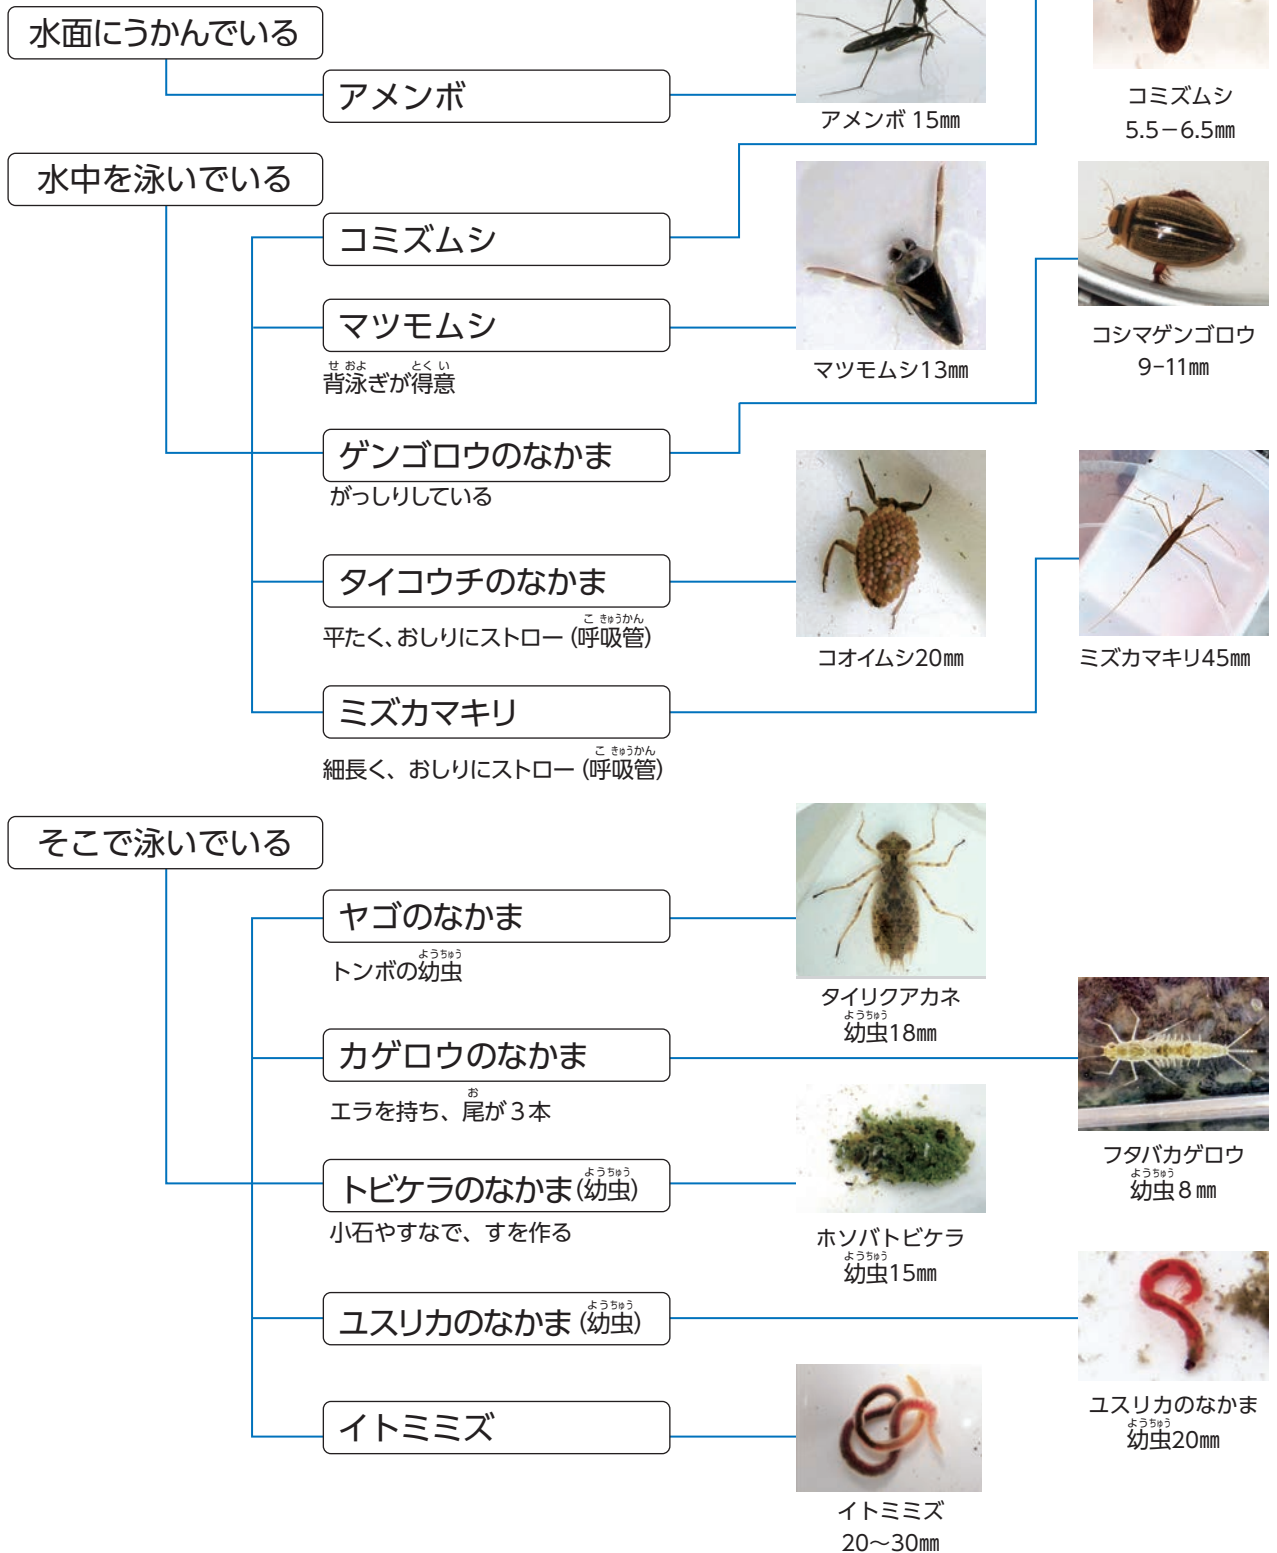 水面にうかんでいる
アメンボ
アメンボ 15㎜
コミズムシ
5.5−6.5㎜
水中を泳いでいる
コミズムシ
マツモムシ
背泳ぎが得意
せ およ とく い
マツモムシ13㎜
コシマゲンゴロウ
9−11㎜
ゲンゴロウのなかま
がっしりしている
タイコウチのなかま
平たく、おしりにストロー (呼吸管)
こ きゅうかん
コオイムシ20㎜
ミズカマキリ45㎜
ミズカマキリ
細長く、おしりにストロー (呼吸管)
こ きゅうかん
そこで泳いでいる
ヤゴのなかま
トンボの幼虫
ようちゅう
タイリクアカネ
幼虫18㎜
ようちゅう
カゲロウのなかま
エラを持ち、尾が３本
お
フタバカゲロウ
幼虫８㎜
ようちゅう
トビケラのなかま(幼虫)
ようちゅう
小石やすなで、すを作る
ホソバトビケラ
幼虫15㎜
ようちゅう
ユスリカのなかま (幼虫)
ようちゅう
ユスリカのなかま
幼虫20㎜
ようちゅう
イトミミズ
イトミミズ
20〜30㎜